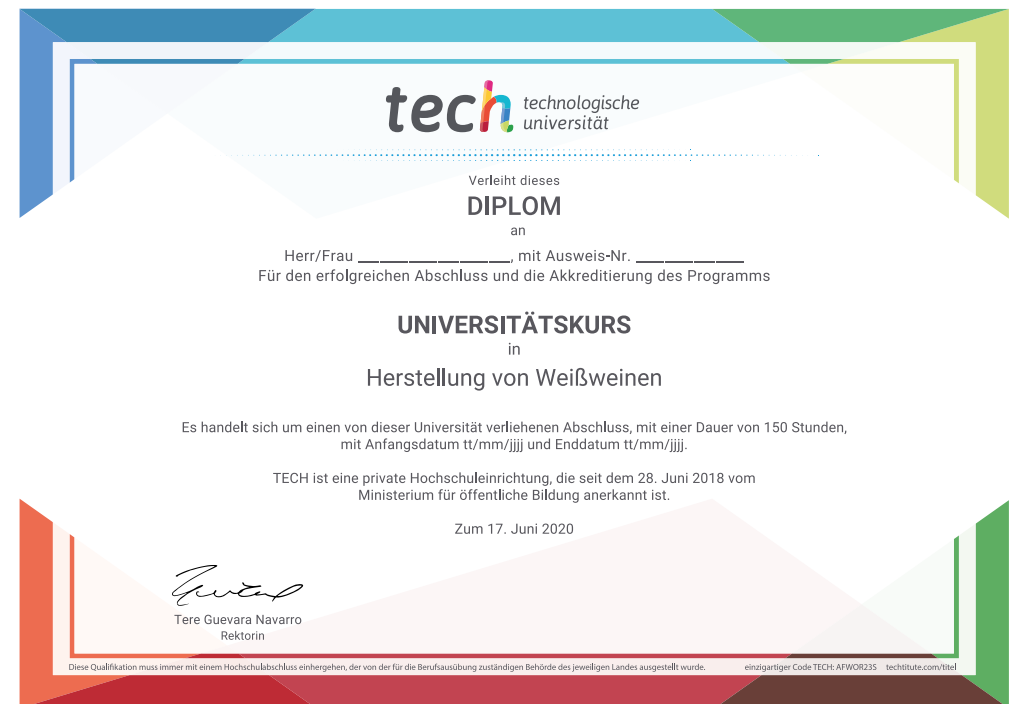 tech technologische
universität
Verleiht dieses
DIPLOM
an
Herr/Frau ____________________, mit Ausweis-Nr. ______________
Für den erfolgreichen Abschluss und die Akkreditierung des Programms
UNIVERSITÄTSKURS
in
Herstellung von Weißweinen
Es handelt sich um einen von dieser Universität verliehenen Abschluss, mit einer Dauer von 150 Stunden,
mit Anfangsdatum tt/mm/jjjj und Enddatum tt/mm/jjjj.
TECH ist eine private Hochschuleinrichtung, die seit dem 28. Juni 2018 vom
Ministerium für öffentliche Bildung anerkannt ist.
Zum 17. Juni 2020
Tere Guevara Navarro
Rektorin
Diese Qualifikation muss immer mit einem Hochschulabschluss einhergehen, der von der für die Berufsausübung zuständigen Behörde des jeweiligen Landes ausgestellt wurde. einzigartiger Code TECH: AFWOR23S techtitute.com/titel